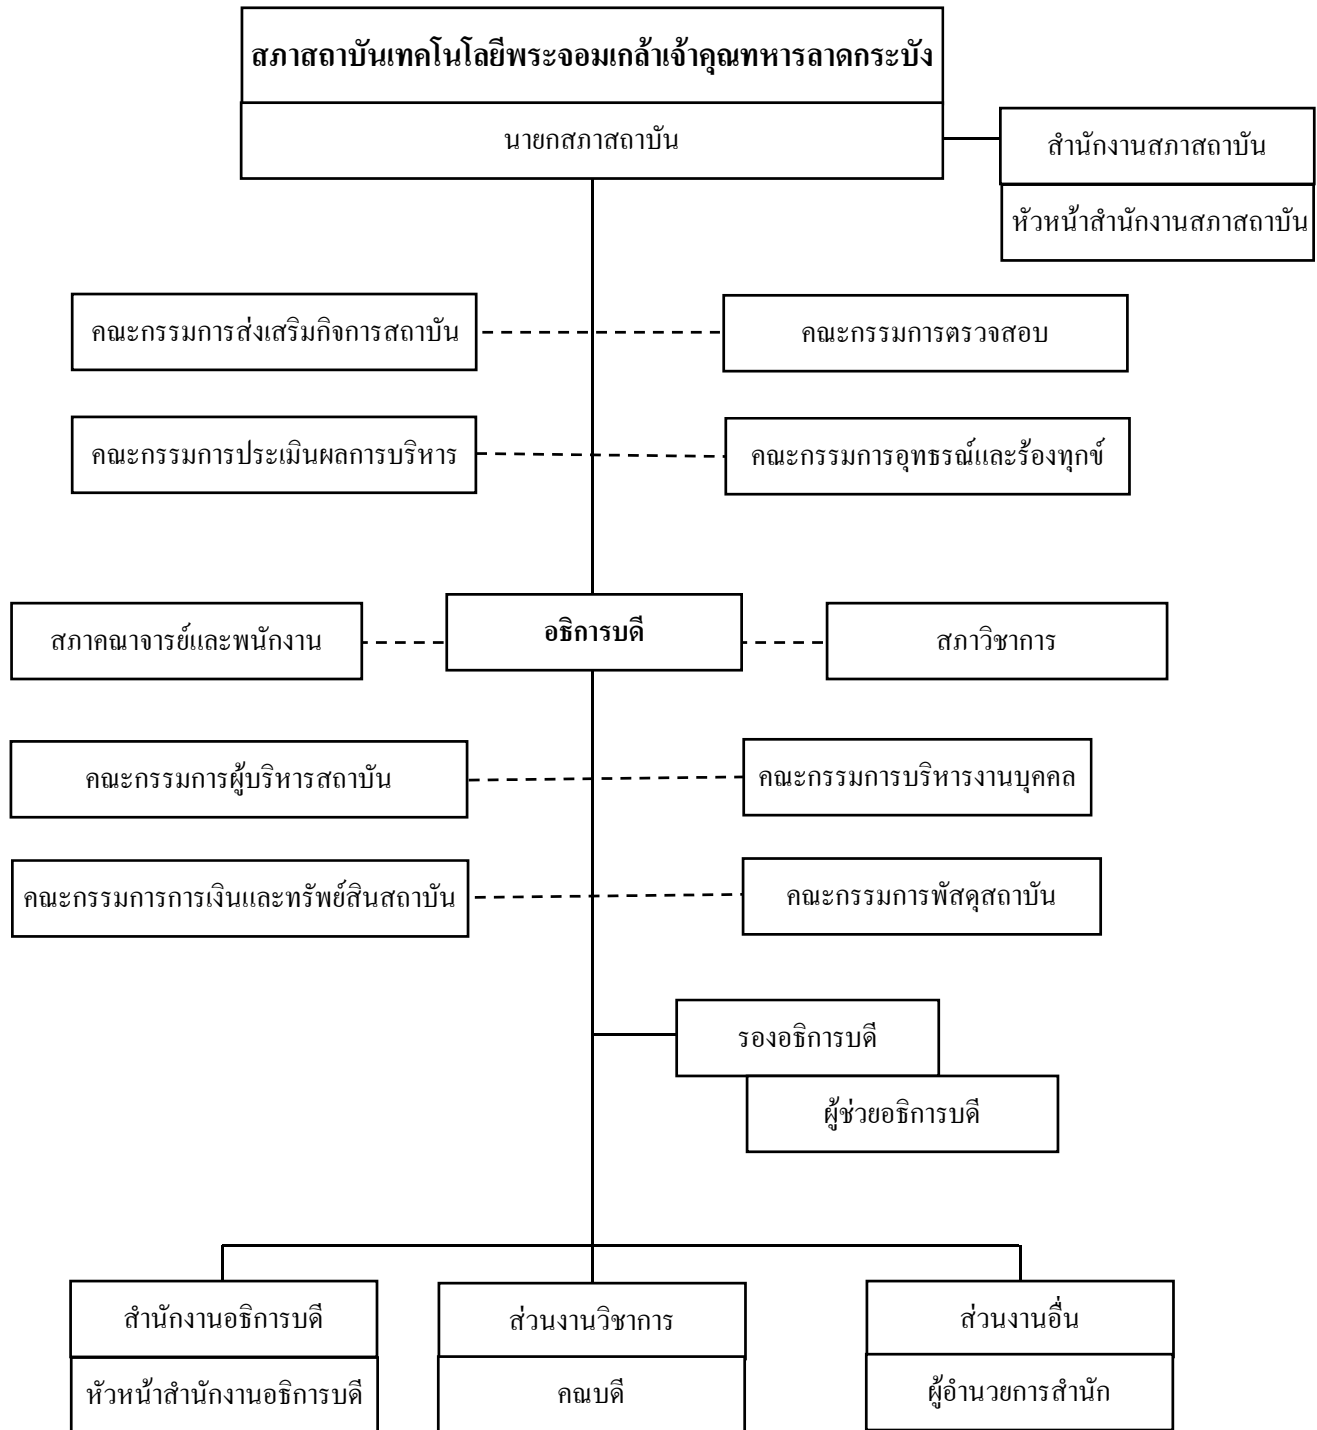 สภาสถาบันเทคโนโลยีพระจอมเกล้าเจ้าคุณทหารลาดกระบัง
นายกสภาสถาบัน
สำนักงานสภาสถาบัน
หัวหน้าสำนักงานสภาสถาบัน
คณะกรรมการส่งเสริมกิจการสถาบัน
คณะกรรมการตรวจสอบ
คณะกรรมการประเมินผลการบริหาร
คณะกรรมการอุทธรณ์และร้องทุกข์
อธิการบดี
สภาคณาจารย์และพนักงาน
สภาวิชาการ
คณะกรรมการผู้บริหารสถาบัน
คณะกรรมการบริหารงานบุคคล
คณะกรรมการการเงินและทรัพย์สินสถาบัน
คณะกรรมการพัสดุสถาบัน
รองอธิการบดี
ผู้ช่วยอธิการบดี
สำนักงานอธิการบดี
หัวหน้าสำนักงานอธิการบดี
ส่วนงานวิชาการ
คณบดี
ส่วนงานอื่น
ผู้อำนวยการสำนัก